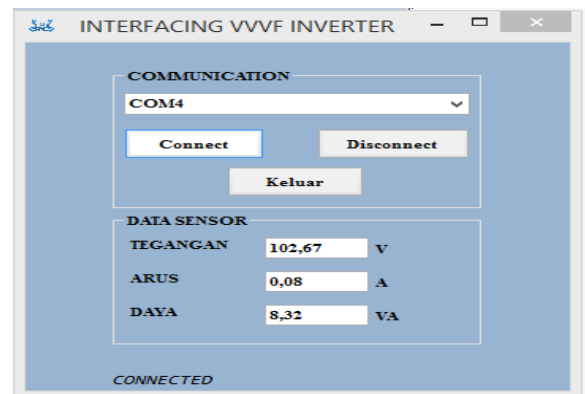 INTERFACING VVVF INVERTER
COMMUNICATION
COM4
Connect Disconnect
Keluar
DATA SENSOR
TEGANGAN 102,67 V
ARUS 0,08 A
DAYA 8,32 VA
CONNECTED